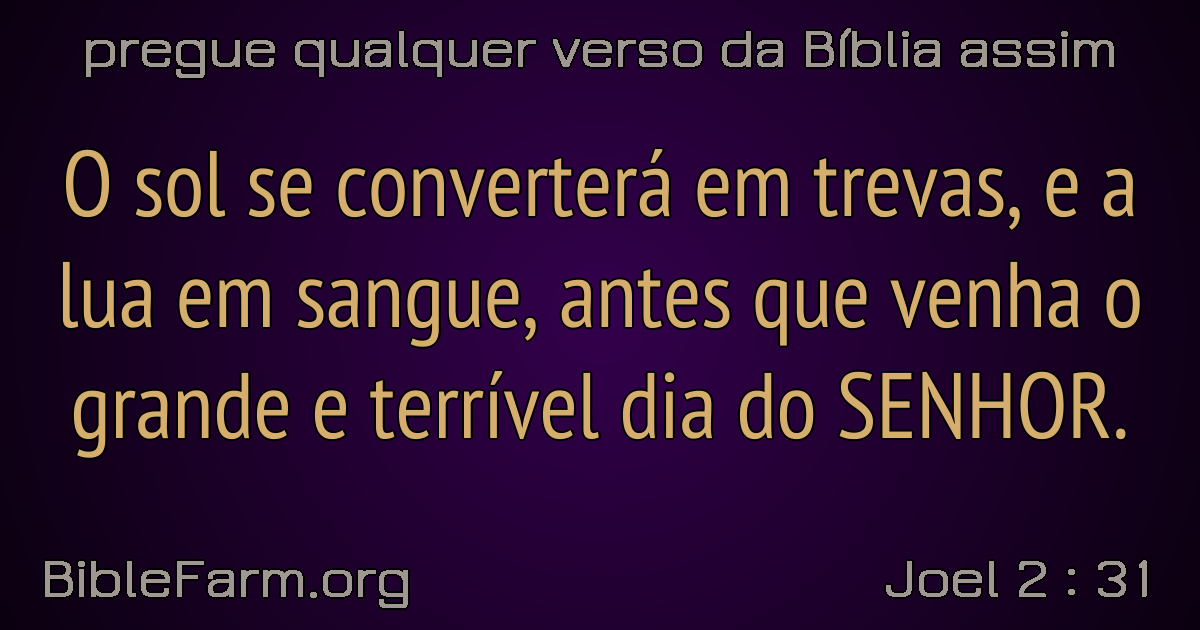 pregue qualquer verso da Bíblia assim
O sol se converterá em trevas, e a
lua em sangue, antes que venha o
grande e terrível dia do SENHOR.
BibleFarm.org
Joel 2 : 31